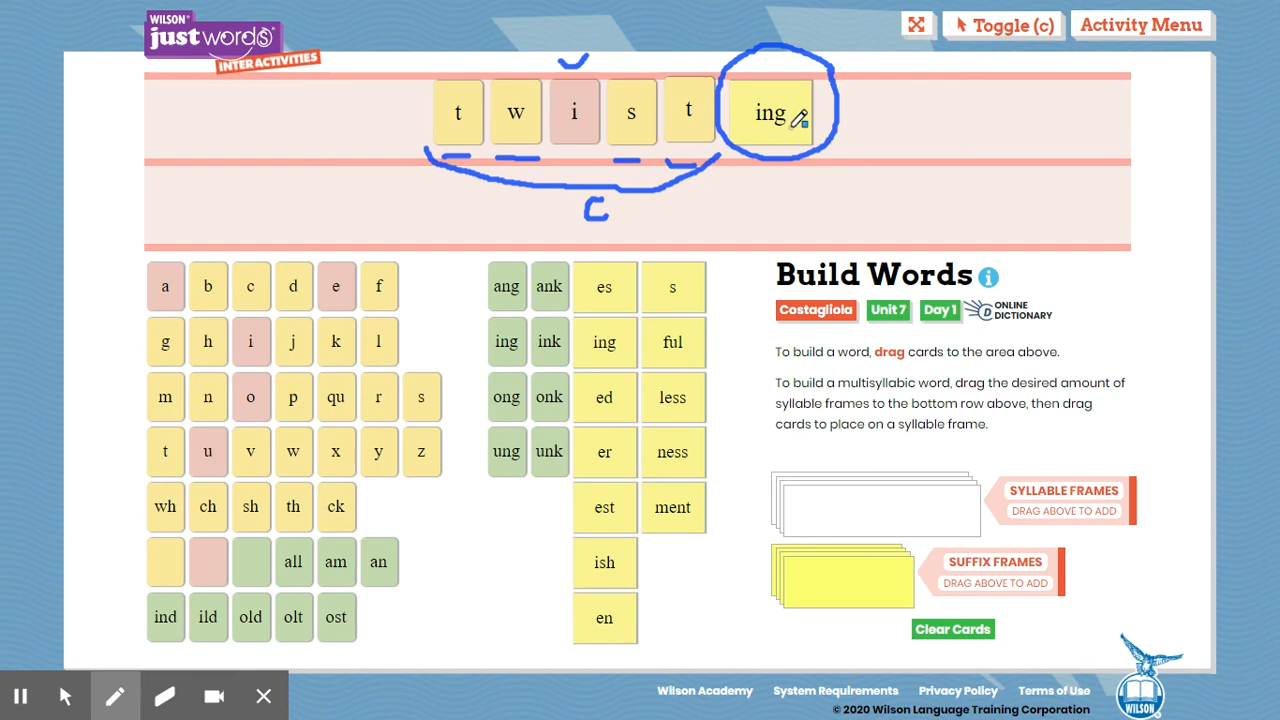 WILSON®
just words®
INTERACTIVITIES
Toggle (c)
Activity Menu
t w i s t ing
c
a b c d e f
g h i j k l
m n o p qu r s
t u v w x y z
wh ch sh th ck
all am an
ind ild old olt ost
ang ank es s
ing ink ing ful
ong onk ed less
ung unk er ness
est ment
ish
en
Build Words i
Costagliola Unit 7 Day 1 D ONLINE
DICTIONARY
To build a word, drag cards to the area above.
To build a multisyllabic word, drag the desired amount of
syllable frames to the bottom row above, then drag
cards to place on a syllable frame.
SYLLABLE FRAMES
DRAG ABOVE TO ADD
SUFFIX FRAMES
DRAG ABOVE TO ADD
Clear Cards
Wilson Academy System Requirements Privacy Policy Terms of Use
© 2020 Wilson Language Training Corporation
WILSON